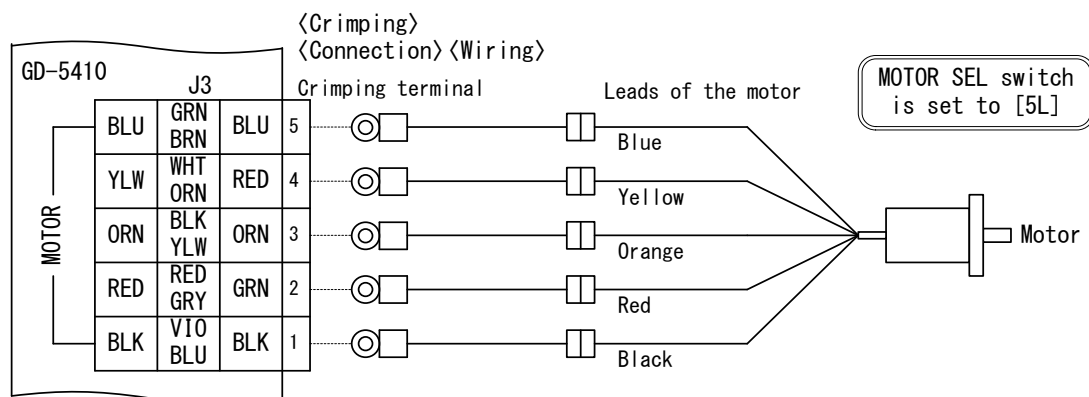 〈Crimping〉
〈Connection〉〈Wiring〉
GD-5410
J3
Crimping terminal
Leads of the motor
MOTOR SEL switch
is set to [5L]
MOTOR
BLU GRN BRN BLU 5
Blue
YLW WHT ORN RED 4
Yellow
ORN BLK YLW ORN 3
Orange
Motor
RED RED GRY GRN 2
Red
BLK VIO BLU BLK 1
Black